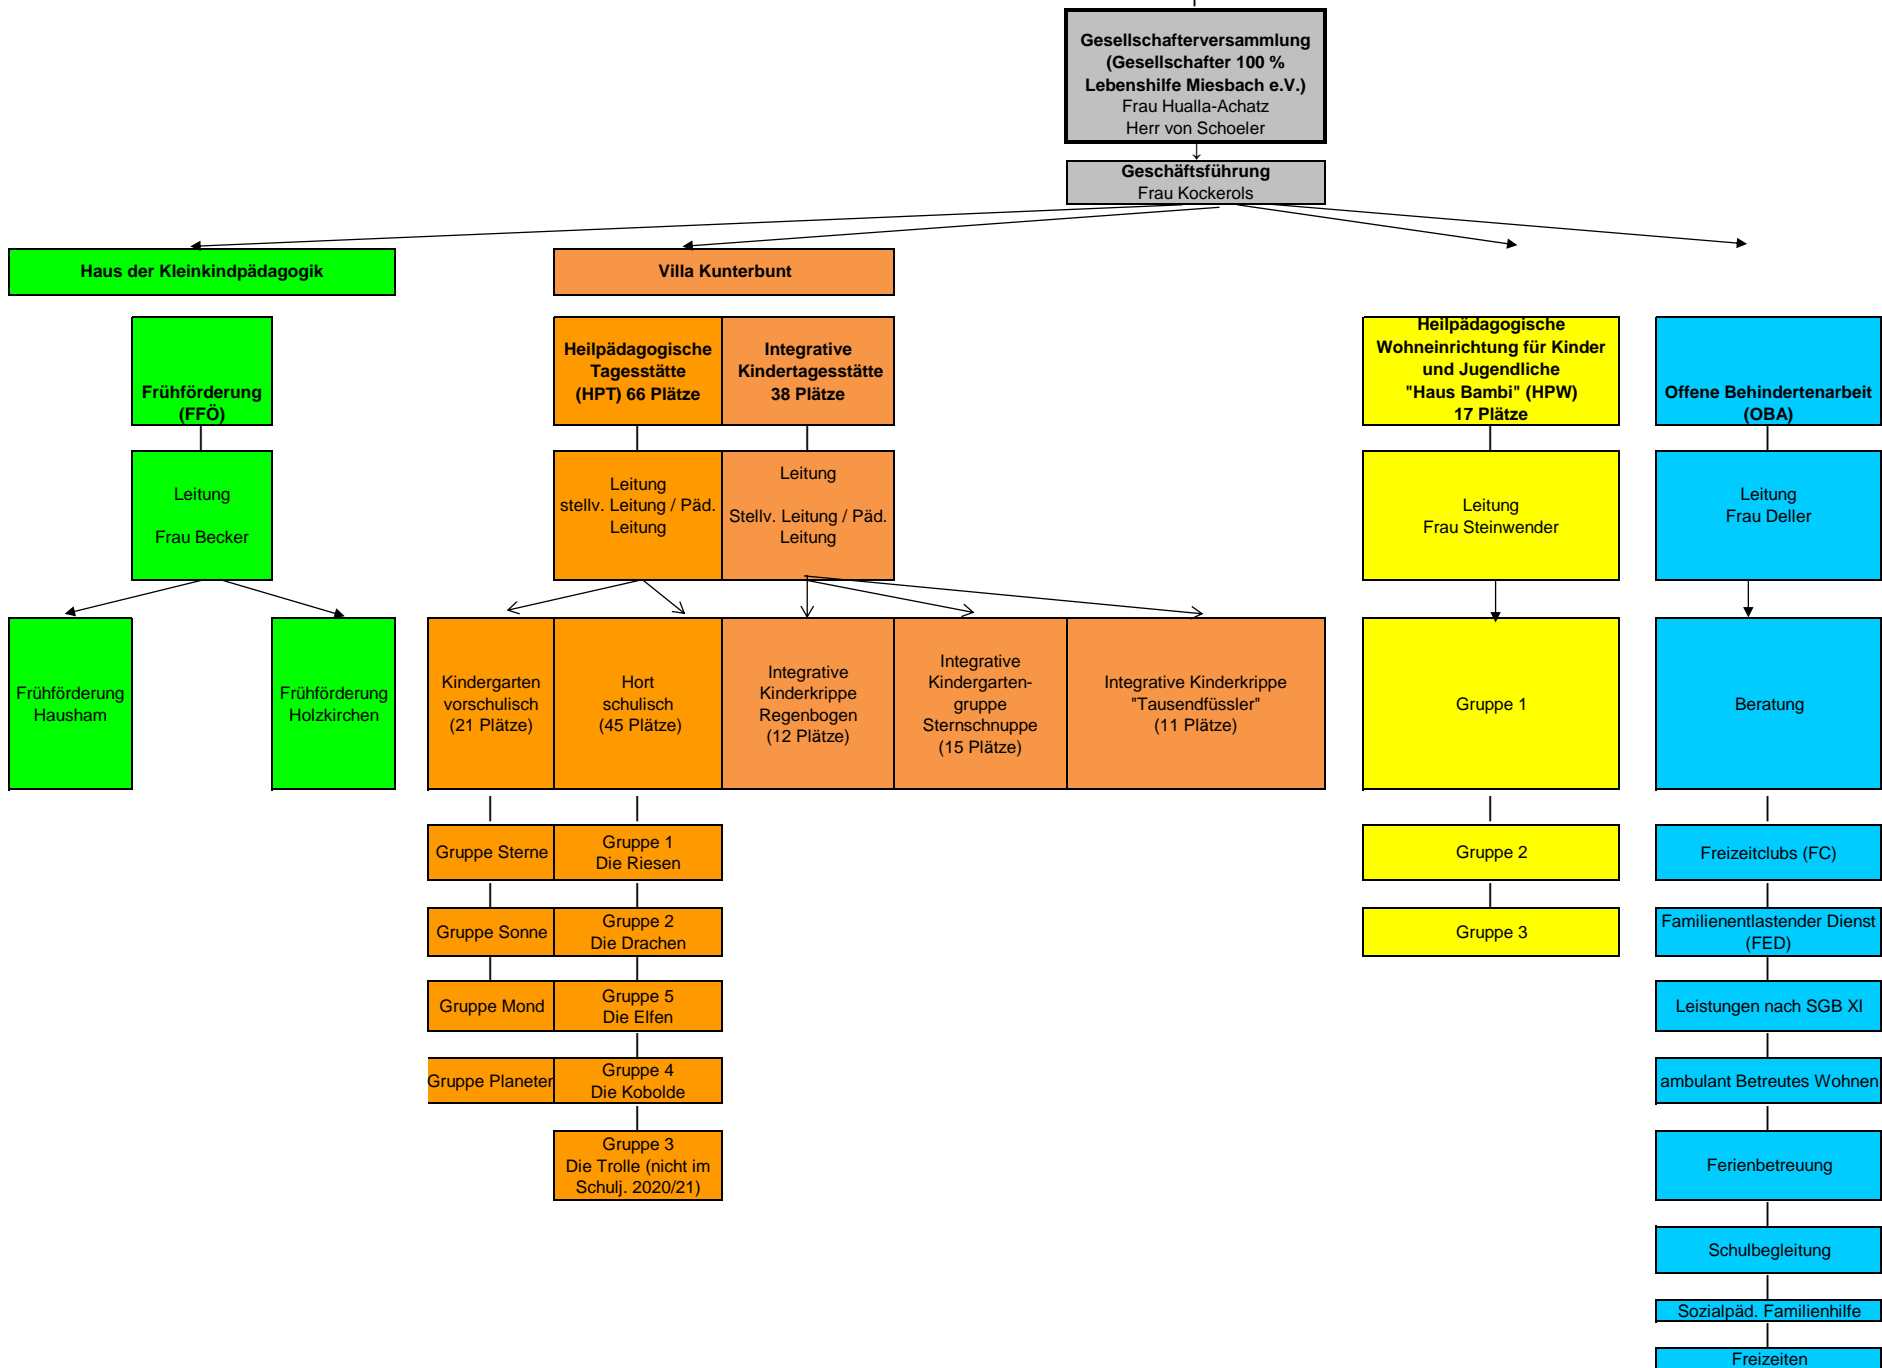 Gesellschafterversammlung
(Gesellschafter 100 %
Lebenshilfe Miesbach e.V.)
Frau Hualla-Achatz
Herr von Schoeler
Geschäftsführung
Frau Kockerols
Haus der Kleinkindpädagogik
Villa Kunterbunt
Frühförderung
(FFÖ)
Heilpädagogische
Tagesstätte
(HPT) 66 Plätze
Integrative
Kindertagesstätte
38 Plätze
Heilpädagogische
Wohneinrichtung für Kinder
und Jugendliche
"Haus Bambi" (HPW)
17 Plätze
Offene Behindertenarbeit
(OBA)
Leitung
Frau Becker
Leitung
stellv. Leitung / Päd.
Leitung
Leitung
Stellv. Leitung / Päd.
Leitung
Leitung
Frau Steinwender
Leitung
Frau Deller
Frühförderung
Hausham
Frühförderung
Holzkirchen
Kindergarten
vorschulisch
(21 Plätze)
Hort
schulisch
(45 Plätze)
Integrative
Kinderkrippe
Regenbogen
(12 Plätze)
Integrative
Kindergarten-
gruppe
Sternschnuppe
(15 Plätze)
Integrative Kinderkrippe
"Tausendfüssler"
(11 Plätze)
Gruppe 1
Beratung
Gruppe Sterne
Gruppe 1
Die Riesen
Gruppe 2
Freizeitclubs (FC)
Gruppe Sonne
Gruppe 2
Die Drachen
Gruppe 3
Familienentlastender Dienst
(FED)
Gruppe Mond
Gruppe 5
Die Elfen
Leistungen nach SGB XI
Gruppe Planeter
Gruppe 4
Die Kobolde
ambulant Betreutes Wohnen
Gruppe 3
Die Trolle (nicht im
Schulj. 2020/21)
Ferienbetreuung
Schulbegleitung
Sozialpäd. Familienhilfe
Freizeiten